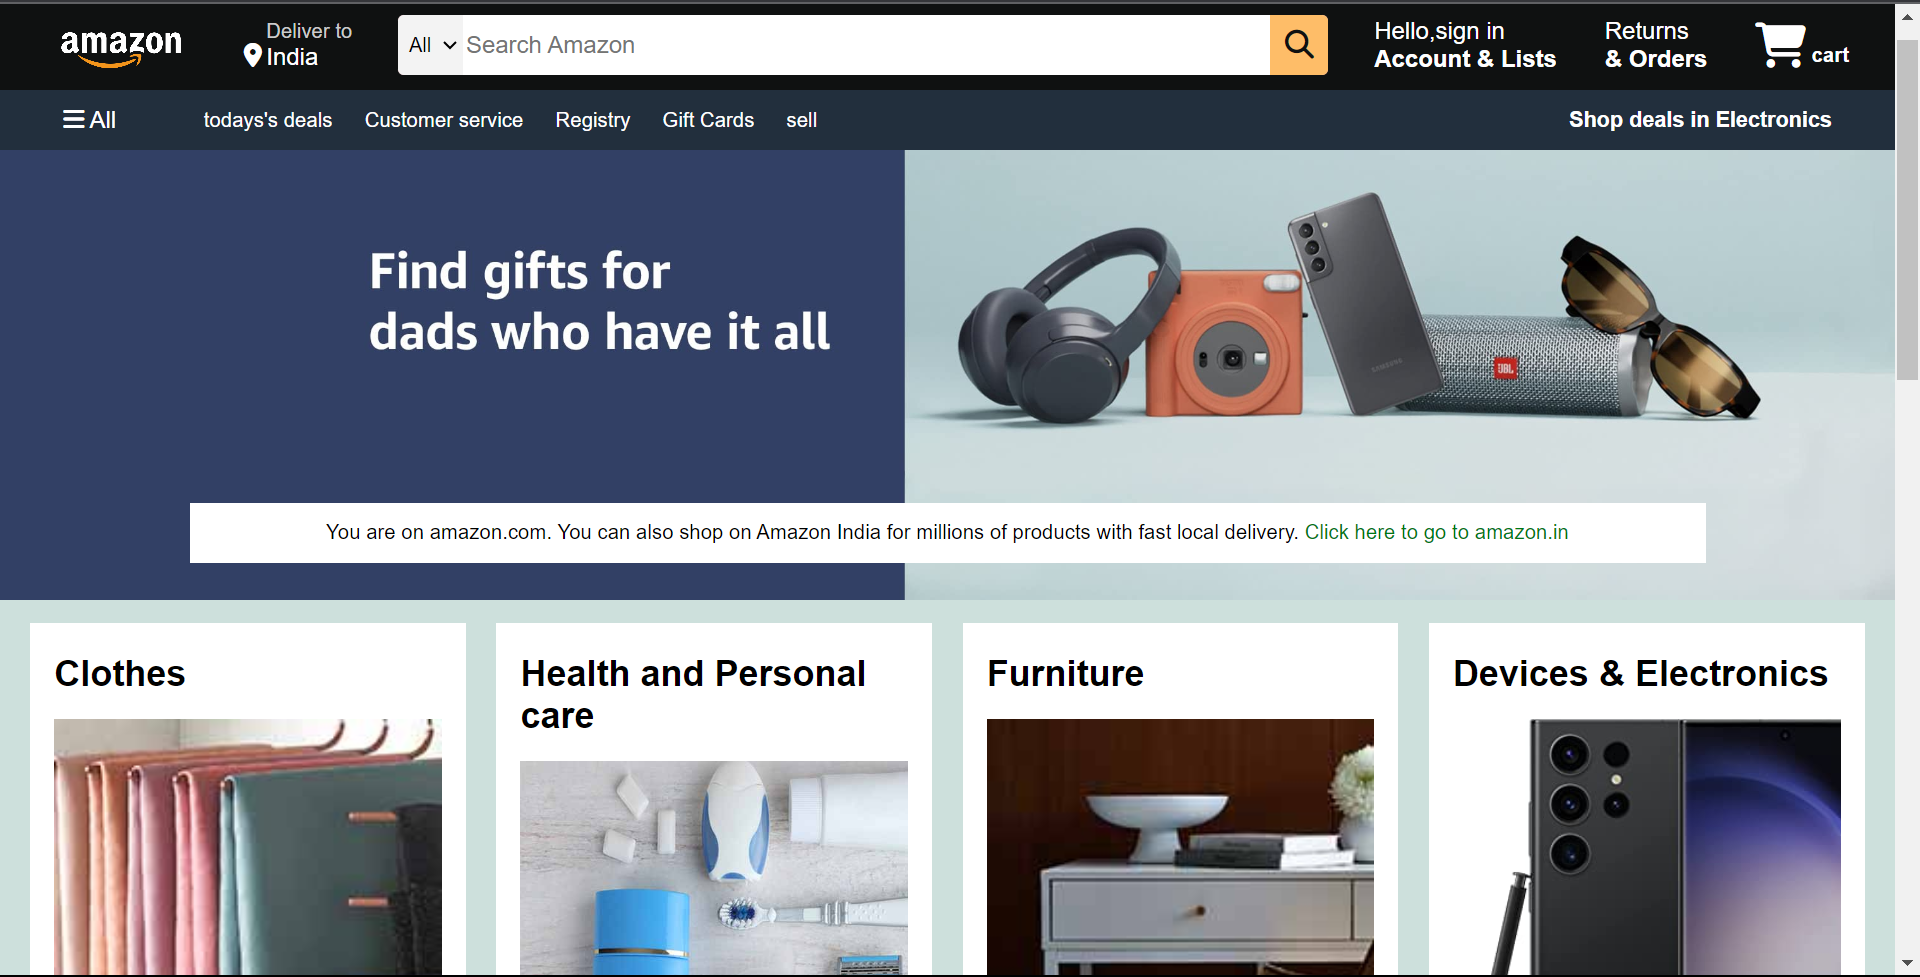 amazon
Deliver to
India
All
Search Amazon
Hello,sign in
Account & Lists
Returns
& Orders
cart
All
todays's deals
Customer service
Registry
Gift Cards
sell
Shop deals in Electronics
Find gifts for
dads who have it all
SAMSUNG
JBL
You are on amazon.com. You can also shop on Amazon India for millions of products with fast local delivery. Click here to go to amazon.in
Clothes
Health and Personal
care
Furniture
Devices & Electronics